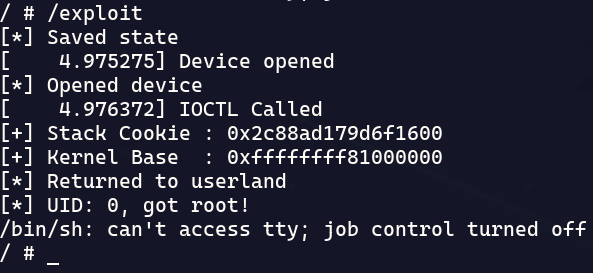 / # /exploit
[*] Saved state
[    4.975275] Device opened
[*] Opened device
[    4.976372] IOCTL Called
[+] Stack Cookie : 0x2c88ad179d6f1600
[+] Kernel Base  : 0xffffffff81000000
[*] Returned to userland
[*] UID: 0, got root!
/bin/sh: can't access tty; job control turned off
/ # _